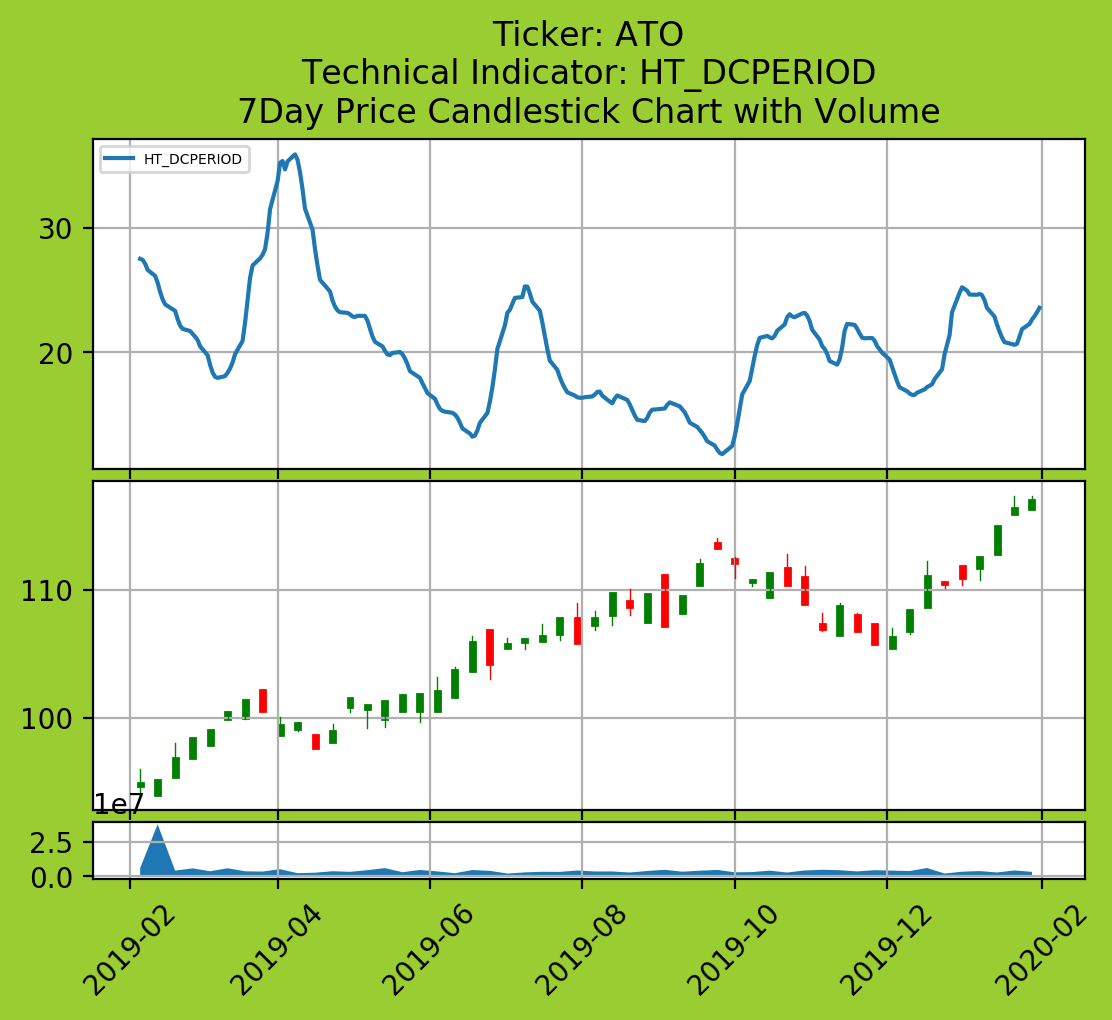 Ticker: ATO
Technical Indicator: HT_DCPERIOD
7Day Price Candlestick Chart with Volume
HT_DCPERIOD
30
20
110
100
1e7
2.5
0.0
2019-02
2019-04
2019-06
2019-08
2019-10
2019-12
2020-02